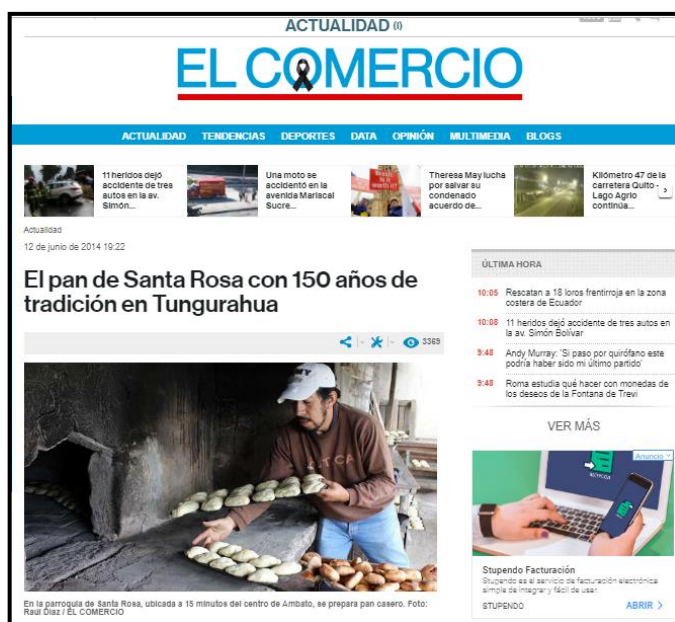 ACTUALIDAD
EL COMERCIO
ACTUALIDAD TENDENCIAS DEPORTES DATA OPINIÓN MULTIMEDIA BLOGS
11 heridos dejó
accidente de tres
autos en la av.
Simón...
Una moto se
accidentó en la
avenida Mariscal
Sucre...
Theresa May lucha
por salvar su
condenado
acuerdo de...
Kilómetro 47 de la
carretera Quito -
Lago Agrio
continúa...
Actualidad
12 de junio de 2014 19:22
El pan de Santa Rosa con 150 años de
tradición en Tungurahua
3369
En la parroquia de Santa Rosa, ubicada a 15 minutos del centro de Ambato, se prepara pan casero. Foto:
Raúl Díaz / EL COMERCIO
ÚLTIMA HORA
10:05 Rescatan a 18 loros frentirroja en la zona
costera de Ecuador
10:08 11 heridos dejó accidente de tres autos en
la av. Simón Bolívar
9:48 Andy Murray: 'Si paso por quirófano este
podría haber sido mi último partido'
9:48 Roma estudia qué hacer con monedas de
los deseos de la Fontana de Trevi
VER MÁS
Anuncio
Stupendo Facturación
Stupendo es el servicio de facturación electrónica
simple de integrar y fácil de usar.
STUPENDO ABRIR >